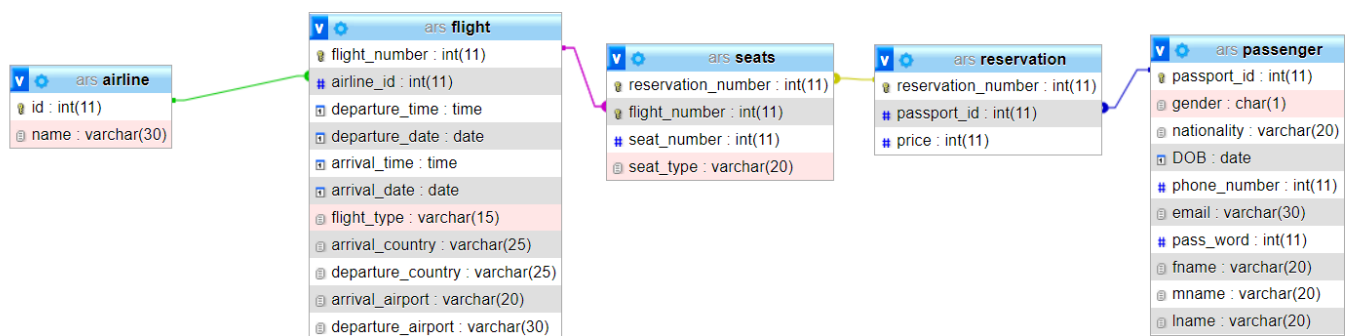 ars airline
id : int(11)
name : varchar(30)
ars flight
flight_number : int(11)
airline_id : int(11)
departure_time : time
departure_date : date
arrival_time : time
arrival_date : date
flight_type : varchar(15)
arrival_country : varchar(25)
departure_country : varchar(25)
arrival_airport : varchar(20)
departure_airport : varchar(30)
ars seats
reservation_number : int(11)
flight_number : int(11)
seat_number : int(11)
seat_type : varchar(20)
ars reservation
reservation_number : int(11)
passport_id : int(11)
price : int(11)
ars passenger
passport_id : int(11)
gender : char(1)
nationality : varchar(20)
DOB : date
phone_number : int(11)
email : varchar(30)
pass_word : int(11)
fname : varchar(20)
mname : varchar(20)
lname : varchar(20)